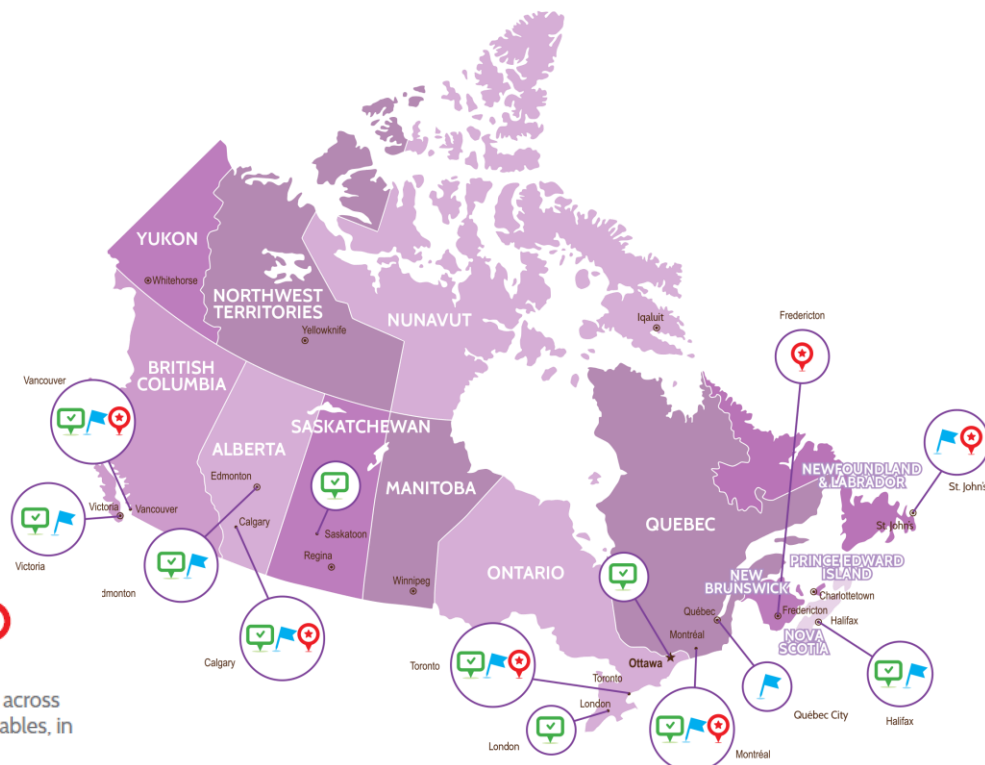 YUKON
Whitehorse
NORTHWEST
TERRITORIES
Yellowknife
NUNAVUT
Iqaluit
Fredericton
BRITISH
COLUMBIA
Vancouver
ALBERTA
SASKATCHEWAN
Edmonton
MANITOBA
NEWFOUNDLAND
& LABRADOR
St. John's
St. John's
Victoria
Vancouver
Calgary
Saskatoon
QUEBEC
Victoria
Regina
ONTARIO
PRINCE EDWARD
ISLAND
NEW
BRUNSWICK
Charlottetown
dmonton
Winnipeg
Québec
Fredericton
Halifax
Montréal
NOVA
SCOTIA
Calgary
Toronto
Ottawa
Toronto
London
across
ables, in
Québec City
Halifax
London
Montréal